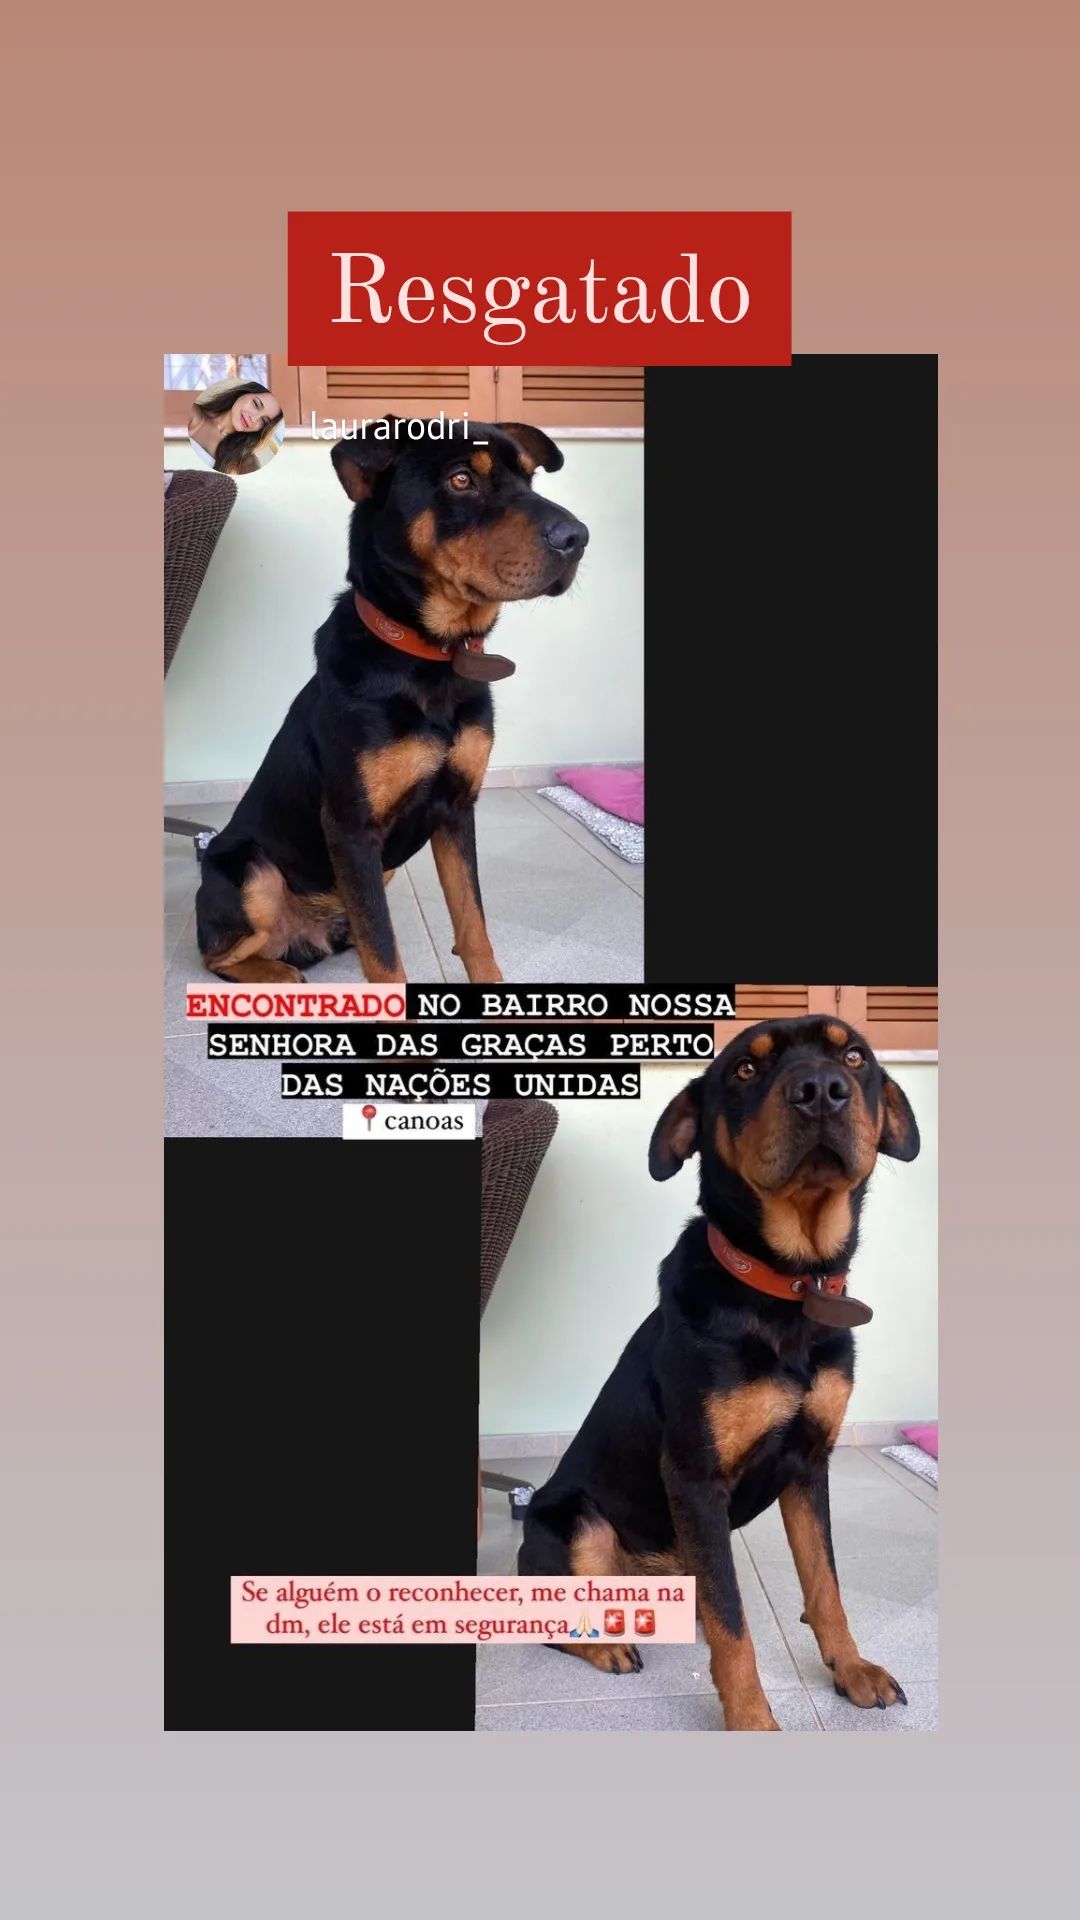 Resgatado
laurarodri_
ENCONTRADO NO BAIRRO NOSSA
SENHORA DAS GRAÇAS PERTO
DAS NAÇÕES UNIDAS
📍canoas
Se alguém o reconhecer, me chama na
dm, ele está em segurança🙏🏻🚨🚨